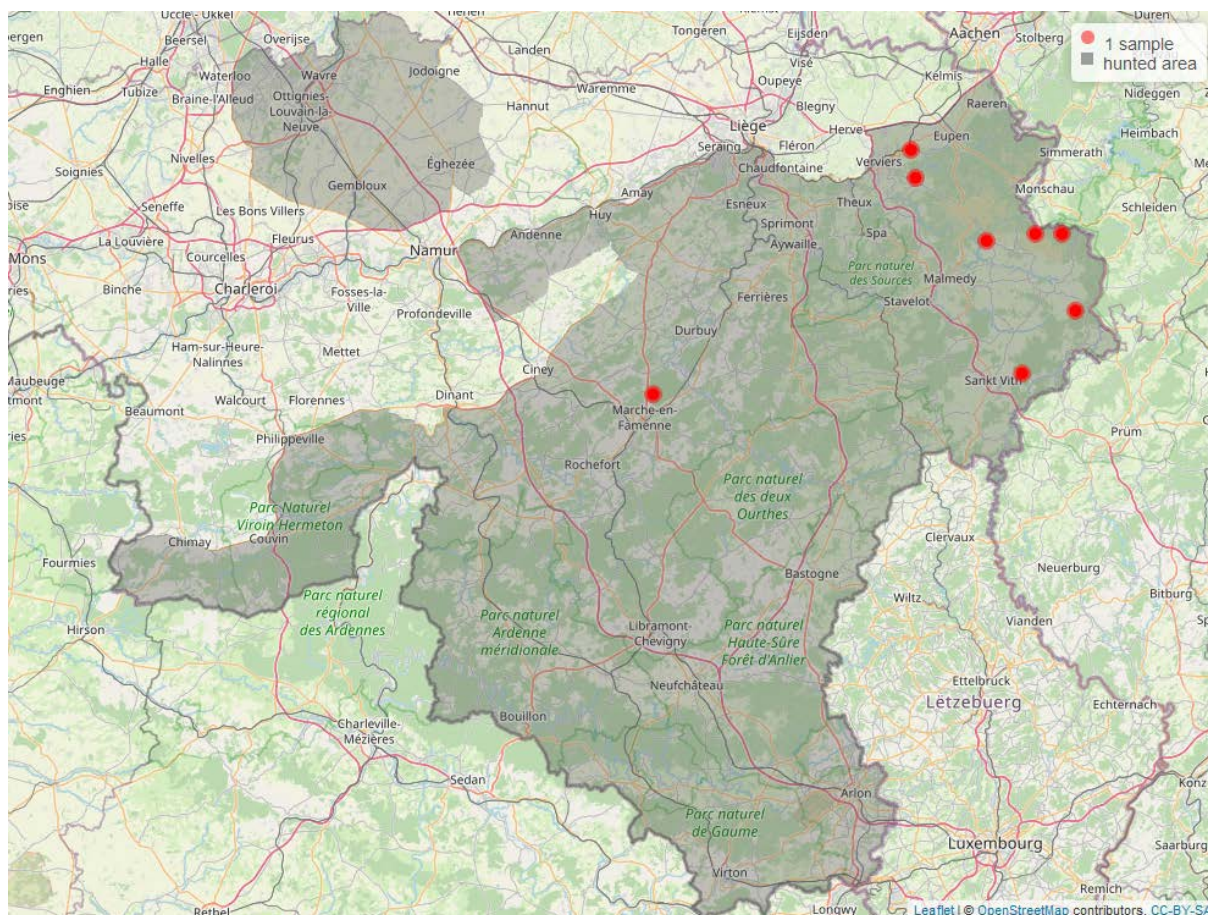 Uccle - Ukkel
Overijse
Tongeren
Eijsden
Aachen
Stolberg
1 sample
hunted area
Beersel
Halle
Waterloo
Wavre
Jodoigne
Landen
Waremme
Visé
Oupeye
Kelmis
Enghien
Tubize
Braine-l'Alleud
Ottignies-
Louvain-la-
Neuve
Hannut
Blegny
Raeren
Nideggen
Liège
Herve
Eupen
Heimbach
Soignies
Nivelles
Éghezée
Seraing
Fléron
Chaudfontaine
Verviers
Simmerath
Gembloux
Amay
Esneux
Theux
Monschau
Seneffe
Les Bons Villers
Huy
Sprimont
Spa
Schleiden
La Louvière
Fleurus
Andenne
Aywaille
Mons
Courcelles
Namur
Parc naturel
des Sources
Malmedy
Binche
Charleroi
Fosses-la-
Ville
Profondeville
Ferrières
Stavelot
Durbuy
Ham-sur-Heure-
Nalinnes
Mettet
Ciney
Sankt Vith
Maubeuge
Walcourt
Florennes
Dinant
Beaumont
Marche-en-
Famenne
Philippeville
Prüm
Rochefort
Parc naturel
des deux
Ourthes
Parc Naturel
Viroin Hermeton
Chimay
Couvin
Clervaux
Fourmies
Bastogne
Neuerburg
Wiltz
Bitburg
Parc naturel
régional
des Ardennes
Parc naturel
Ardenne
méridionale
Libramont-
Chevigny
Parc naturel
Haute-Sûre
Forêt d'Anlier
Vianden
Hirson
Neufchâteau
Ettelbruck
Lëtzebuerg
Echternach
Bouillon
Charleville-
Mézières
Sedan
Arlon
Parc naturel
de Gaume
Luxembourg
Saarburg
Virton
Remich
Rethel
Longwy
Leaflet | © OpenStreetMap contributors, CC-BY-SA